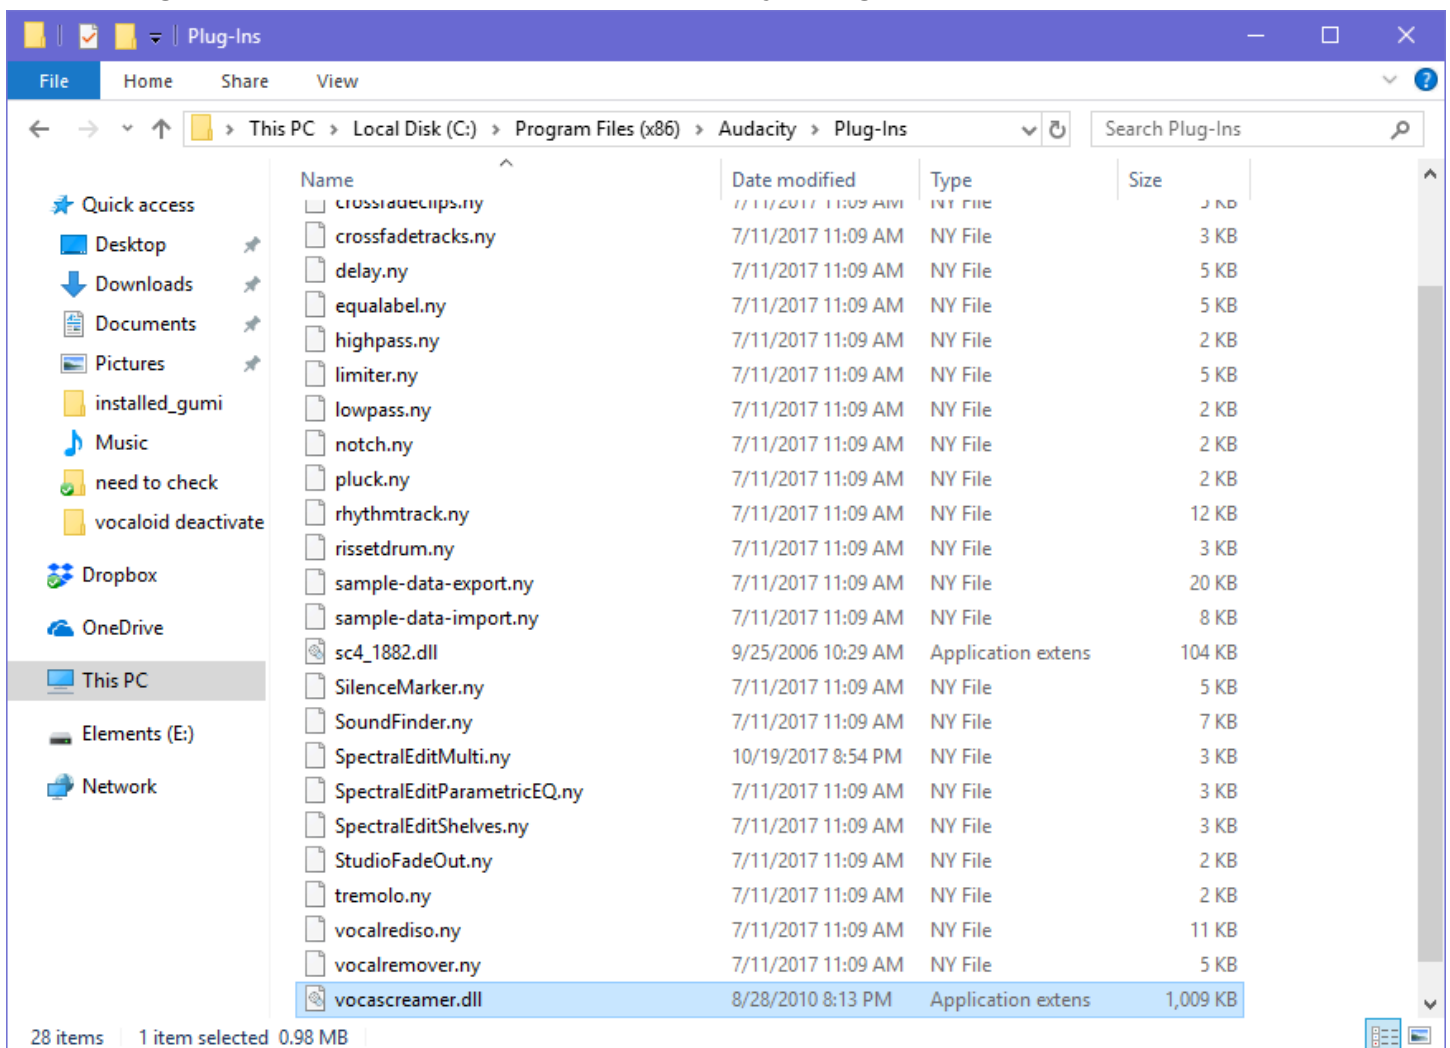 Plug-Ins
File Home Share View
This PC > Local Disk (C:) > Program Files (x86) > Audacity > Plug-Ins Search Plug-Ins
Name Date modified Type Size
Quick access
Desktop
Downloads
Documents
Pictures
installed_gumi
Music
need to check
vocaloid deactivate
Dropbox
OneDrive
This PC
Elements (E:)
Network
crossfadeclips.ny 7/11/2017 11:09 AM NY File 5 KB
crossfadetracks.ny 7/11/2017 11:09 AM NY File 3 KB
delay.ny 7/11/2017 11:09 AM NY File 5 KB
equalabel.ny 7/11/2017 11:09 AM NY File 5 KB
highpass.ny 7/11/2017 11:09 AM NY File 2 KB
limiter.ny 7/11/2017 11:09 AM NY File 5 KB
lowpass.ny 7/11/2017 11:09 AM NY File 2 KB
notch.ny 7/11/2017 11:09 AM NY File 2 KB
pluck.ny 7/11/2017 11:09 AM NY File 2 KB
rhythmtrack.ny 7/11/2017 11:09 AM NY File 12 KB
rissetdrum.ny 7/11/2017 11:09 AM NY File 3 KB
sample-data-export.ny 7/11/2017 11:09 AM NY File 20 KB
sample-data-import.ny 7/11/2017 11:09 AM NY File 8 KB
sc4_1882.dll 9/25/2006 10:29 AM Application extens 104 KB
SilenceMarker.ny 7/11/2017 11:09 AM NY File 5 KB
SoundFinder.ny 7/11/2017 11:09 AM NY File 7 KB
SpectralEditMulti.ny 10/19/2017 8:54 PM NY File 3 KB
SpectralEditParametricEQ.ny 7/11/2017 11:09 AM NY File 3 KB
SpectralEditShelves.ny 7/11/2017 11:09 AM NY File 3 KB
StudioFadeOut.ny 7/11/2017 11:09 AM NY File 2 KB
tremolo.ny 7/11/2017 11:09 AM NY File 2 KB
vocalrediso.ny 7/11/2017 11:09 AM NY File 11 KB
vocalremover.ny 7/11/2017 11:09 AM NY File 5 KB
vocascreamer.dll 8/28/2010 8:13 PM Application extens 1,009 KB
28 items 1 item selected 0.98 MB